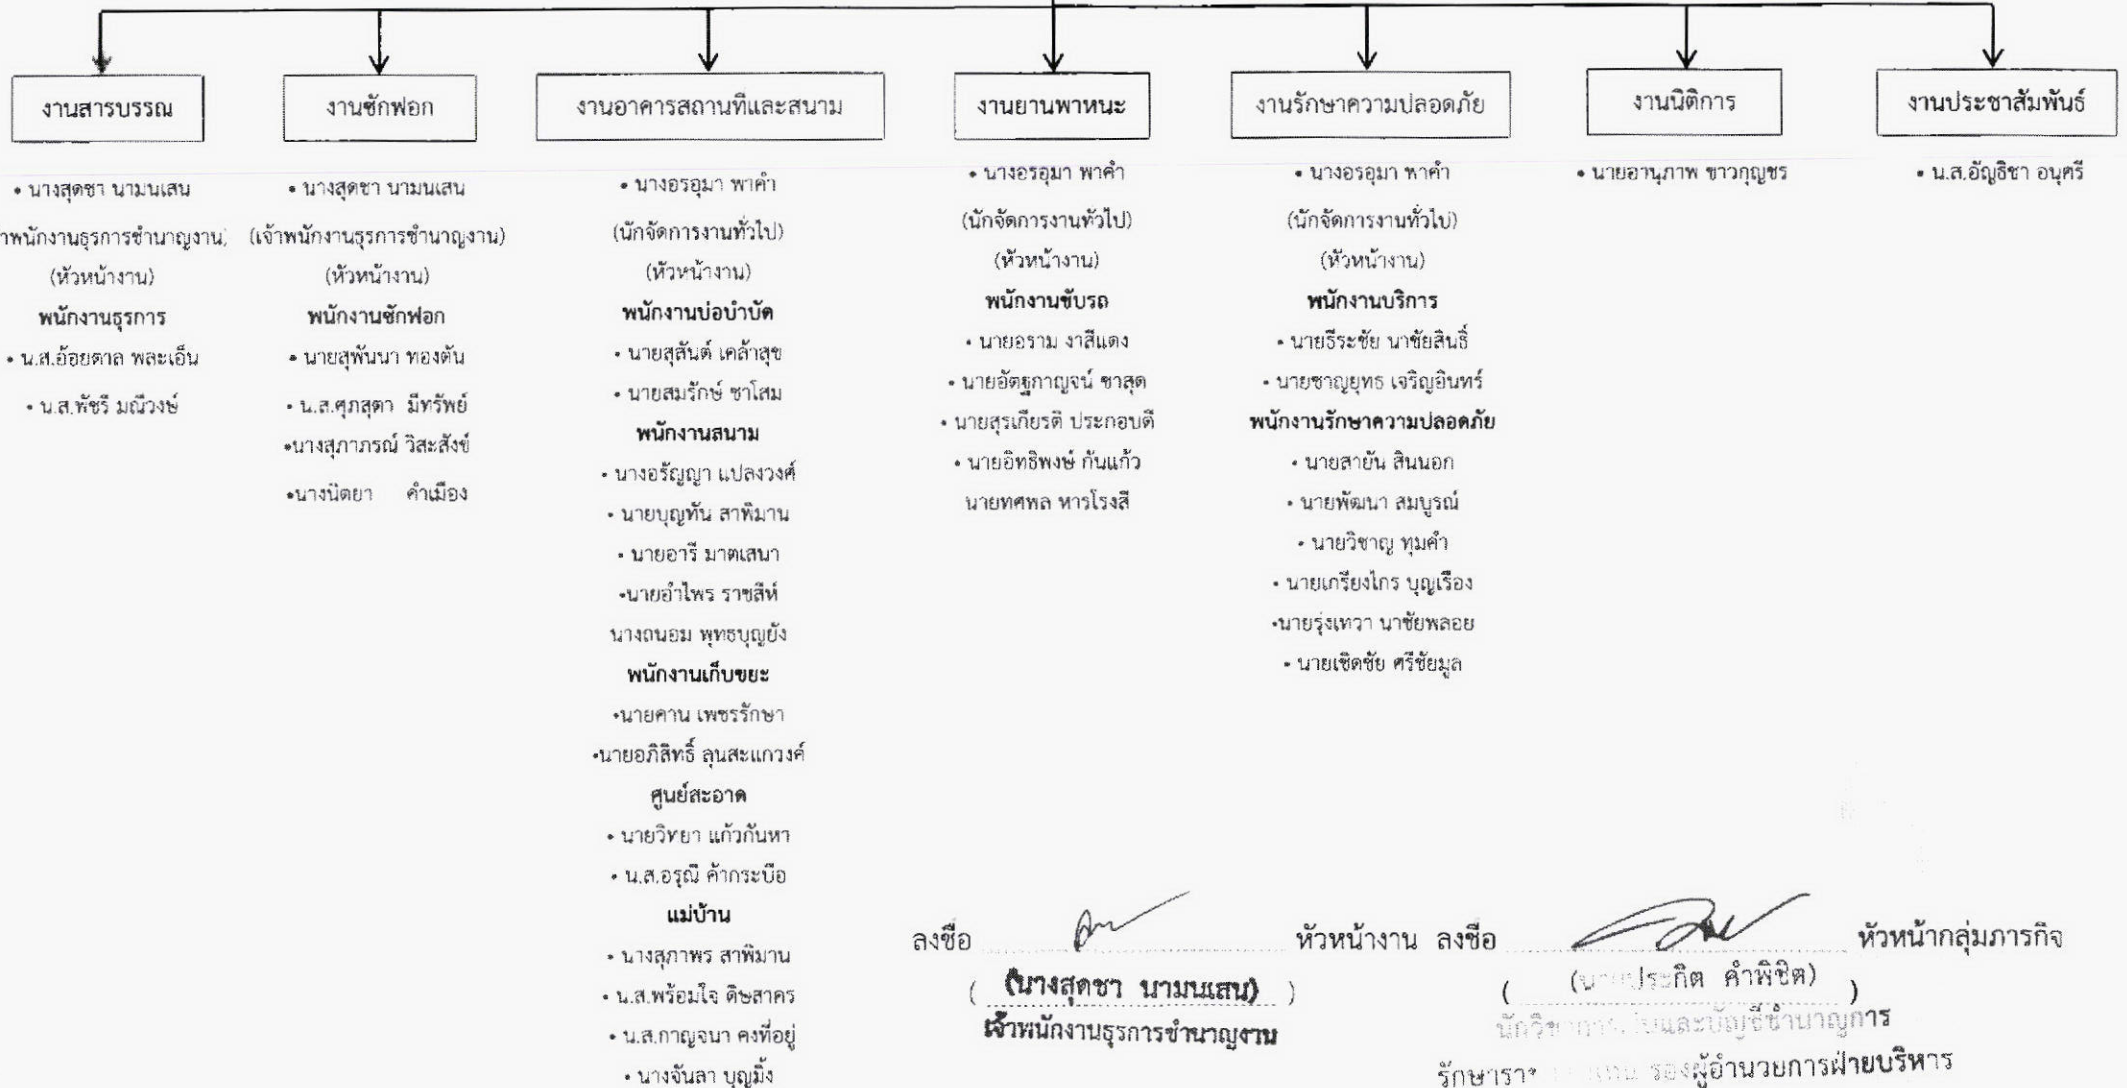 งานสารบรรณ
• นางสุดชา นามนเสน
าพนักงานธุรการชำนาญงาน)
(หัวหน้างาน)
พนักงานธุรการ
• น.ส.อ้อยตาล พละเอ็น
• น.ส.พัชรี มณีวงษ์
งานซักฟอก
• นางสุดชา นามนเสน
(เจ้าพนักงานธุรการชำนาญงาน)
(หัวหน้างาน)
พนักงานซักฟอก
• นายสุพันนา ทองตัน
• น.ส.ศุภสุตา มีทรัพย์
•นางสุภาภรณ์ วิสะสังข์
•นางนิตยา คำเมือง
งานอาคารสถานที่และสนาม
• นางอรอุมา พาคำ
(นักจัดการงานทั่วไป)
(หัวหน้างาน)
พนักงานบ่อบำบัด
• นายสุสันต์ เคล้าสุข
• นายสมรักษ์ ซาโสม
พนักงานสนาม
• นางอรัญญา แปลงวงศ์
• นายบุญทัน สาพิมาน
• นายอารี มาตเสนา
•นายอำไพร ราชสีห์
นางถนอม พุทธบุญยัง
พนักงานเก็บขยะ
•นายคาน เพชรรักษา
•นายอภิสิทธิ์ ลุนสะแกวงค์
ศูนย์สะอาด
• นายวิทยา แก้วกันหา
• น.ส.อรุณี ค้ากระบือ
แม่บ้าน
• นางสุภาพร สาพิมาน
• น.ส.พร้อมใจ ดิษสาคร
• น.ส.กาญจนา คงที่อยู่
• นางจันลา บุญมิ้ง
งานยานพาหนะ
• นางอรอุมา พาคำ
(นักจัดการงานทั่วไป)
(หัวหน้างาน)
พนักงานขับรถ
• นายอราม งาสีแดง
• นายอัตฐกาญจน์ ชาสุด
• นายสุรเกียรติ ประกอบดี
• นายอิทธิพงษ์ กันแก้ว
นายทศพล หารโรงสี
งานรักษาความปลอดภัย
• นางอรอุมา พาคำ
(นักจัดการงานทั่วไป)
(หัวหน้างาน)
พนักงานบริการ
• นายธีระชัย นาชัยสินธิ์
• นายชาญยุทธ เจริญอินทร์
พนักงานรักษาความปลอดภัย
• นายสายัน สินนอก
• นายพัฒนา สมบูรณ์
• นายวิชาญ ทุมคำ
• นายเกรียงไกร บุญเรือง
•นายรุ่งเทวา นาชัยพลอย
• นายเชิดชัย ศรีชัยมูล
งานนิติการ
• นายอานุภาพ ขาวกุญชร
งานประชาสัมพันธ์
• น.ส.อัญธิชา อนุศรี
ลงชื่อ หัวหน้างาน
( (นางสุดชา นามนเสน) )
เจ้าพนักงานธุรการชำนาญงาน
ลงชื่อ หัวหน้ากลุ่มภารกิจ
( (นายประกิต คำพิชิต) )
นักวิชาการเงินและบัญชีชำนาญการ
รองผู้อำนวยการฝ่ายบริหาร